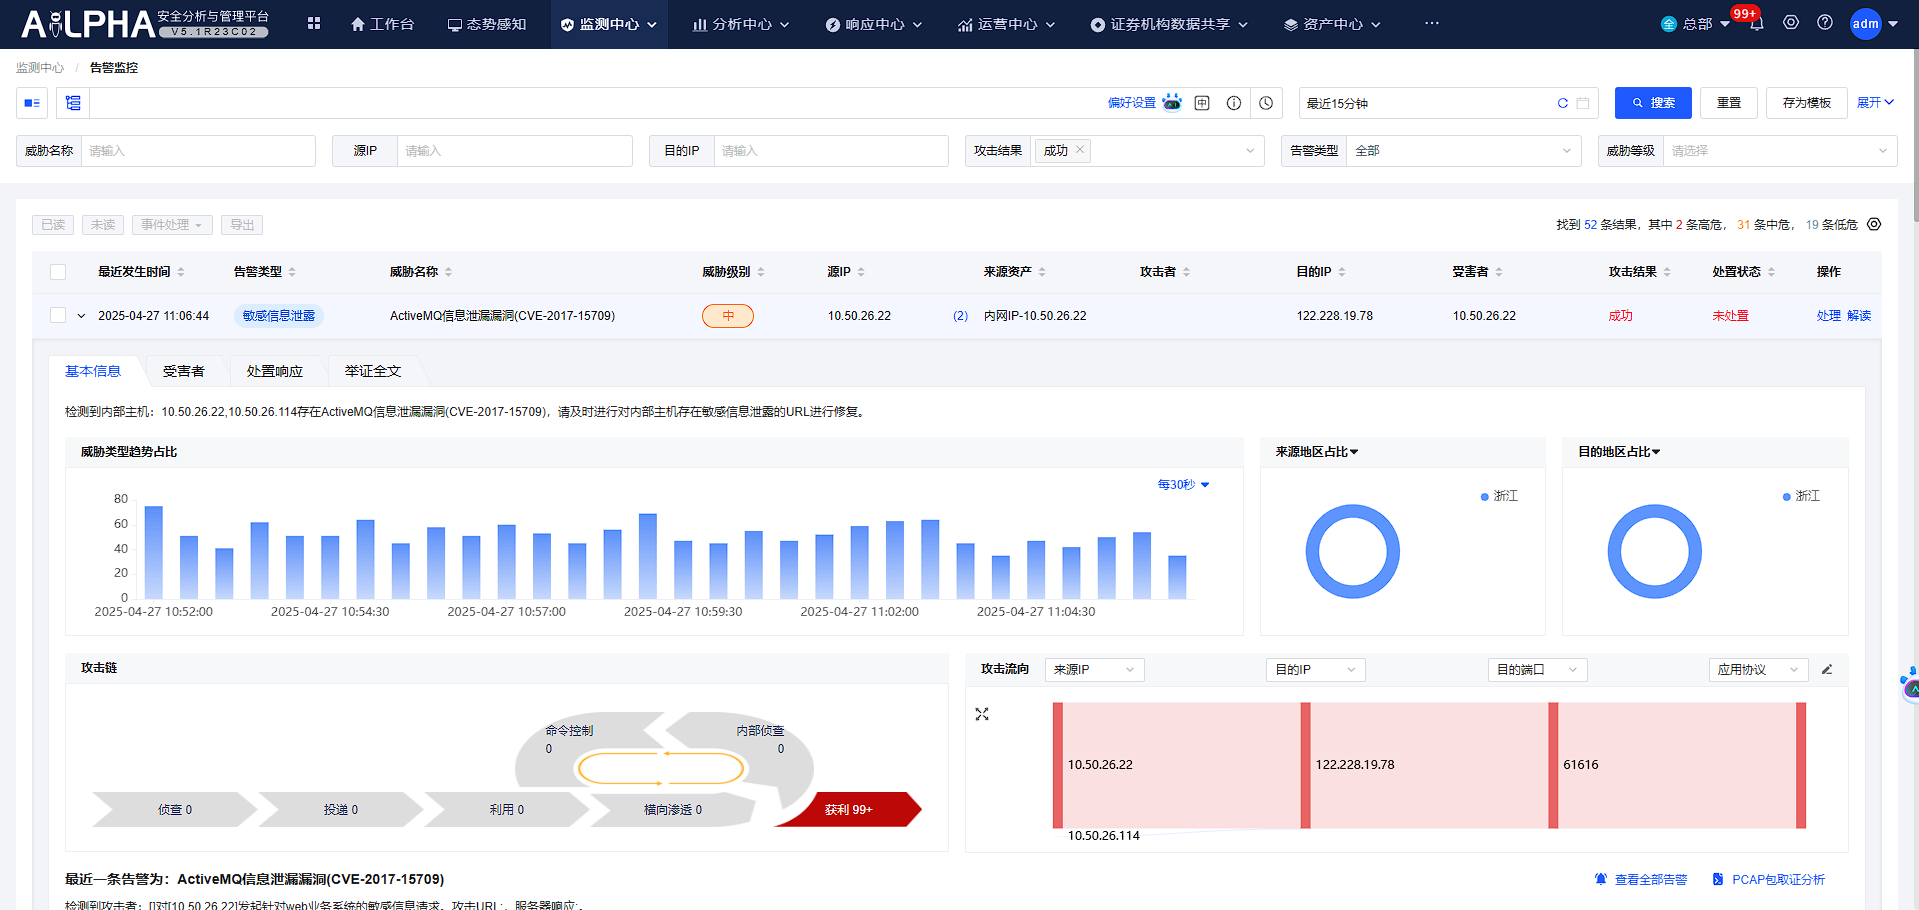 AiLPHA 安全分析与管理平台 V5.1R23C02
工作台 态势感知 监测中心 分析中心 响应中心 运营中心 证券机构数据共享 资产中心 ··· 全 总部 99+ adm
监测中心 / 告警监控
偏好设置 中 最近15分钟 搜索 重置 存为模板 展开
威胁名称 请输入 源IP 请输入 目的IP 请输入 攻击结果 成功 × 告警类型 全部 威胁等级 请选择
已读 未读 事件处理 导出 找到 52 条结果，其中 2 条高危， 31 条中危， 19 条低危
最近发生时间 告警类型 威胁名称 威胁级别 源IP 来源资产 攻击者 目的IP 受害者 攻击结果 处置状态 操作
2025-04-27 11:06:44 敏感信息泄露 ActiveMQ信息泄漏漏洞(CVE-2017-15709) 中 10.50.26.22 (2) 内网IP-10.50.26.22 122.228.19.78 10.50.26.22 成功 未处置 处理 解读
基本信息 受害者 处置响应 举证全文
检测到内部主机：10.50.26.22,10.50.26.114存在ActiveMQ信息泄漏漏洞(CVE-2017-15709)，请及时进行对内部主机存在敏感信息泄露的URL进行修复。
威胁类型趋势占比 来源地区占比 目的地区占比
每30秒 浙江 浙江
80
60
40
20
0
2025-04-27 10:52:00 2025-04-27 10:54:30 2025-04-27 10:57:00 2025-04-27 10:59:30 2025-04-27 11:02:00 2025-04-27 11:04:30
攻击链 攻击流向 来源IP 目的IP 目的端口 应用协议
命令控制 内部侦查
0 0
10.50.26.22 122.228.19.78 61616
侦查 0 投递 0 利用 0 横向渗透 0 获利 99+
10.50.26.114
最近一条告警为：ActiveMQ信息泄漏漏洞(CVE-2017-15709) 查看全部告警 PCAP包取证分析
检测到攻击者：[]对[10.50.26.22]发起针对web业务系统的敏感信息请求。攻击URL:，服务器响应:。